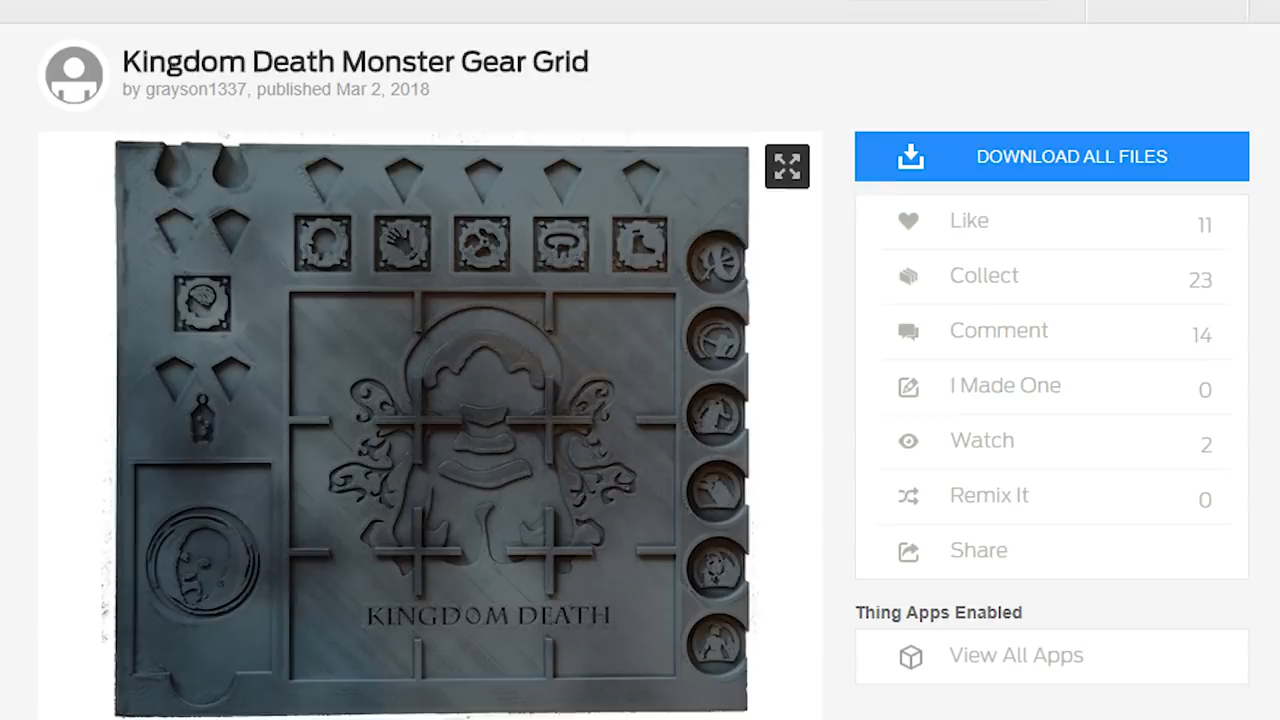 Kingdom Death Monster Gear Grid
by grayson1337, published Mar 2, 2018
DOWNLOAD ALL FILES
Like 11
Collect 23
Comment 14
I Made One 0
Watch 2
Remix It 0
Share
Thing Apps Enabled
View All Apps
KINGDOM DEATH